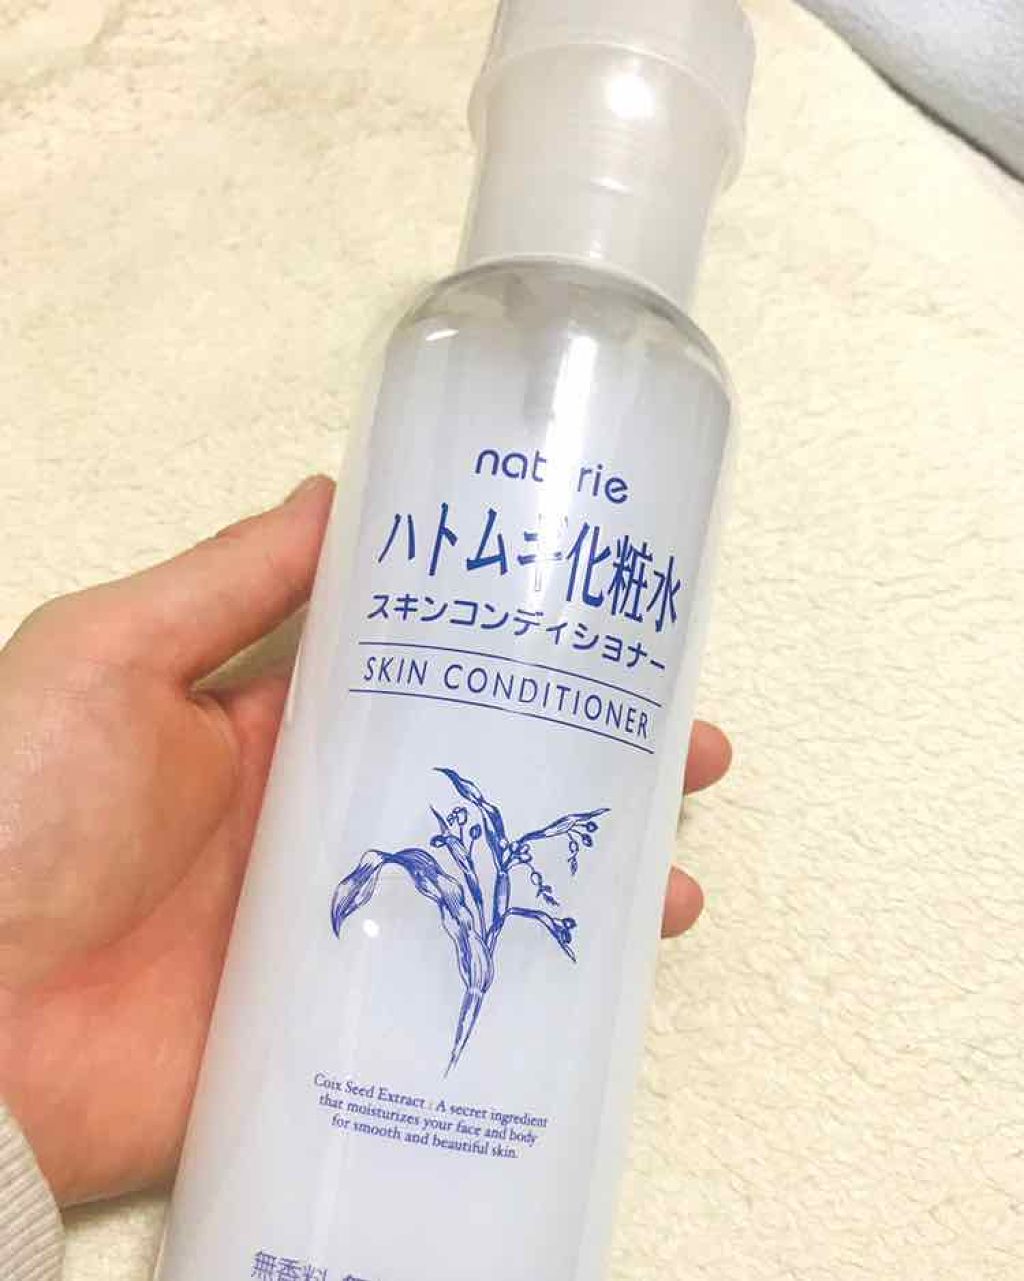 naturie
ハトムギ化粧水
スキンコンディショナー
SKIN CONDITIONER
Coix Seed Extract : A secret ingredient
that moisturizes your face and body
for smooth and beautiful skin.
無香料